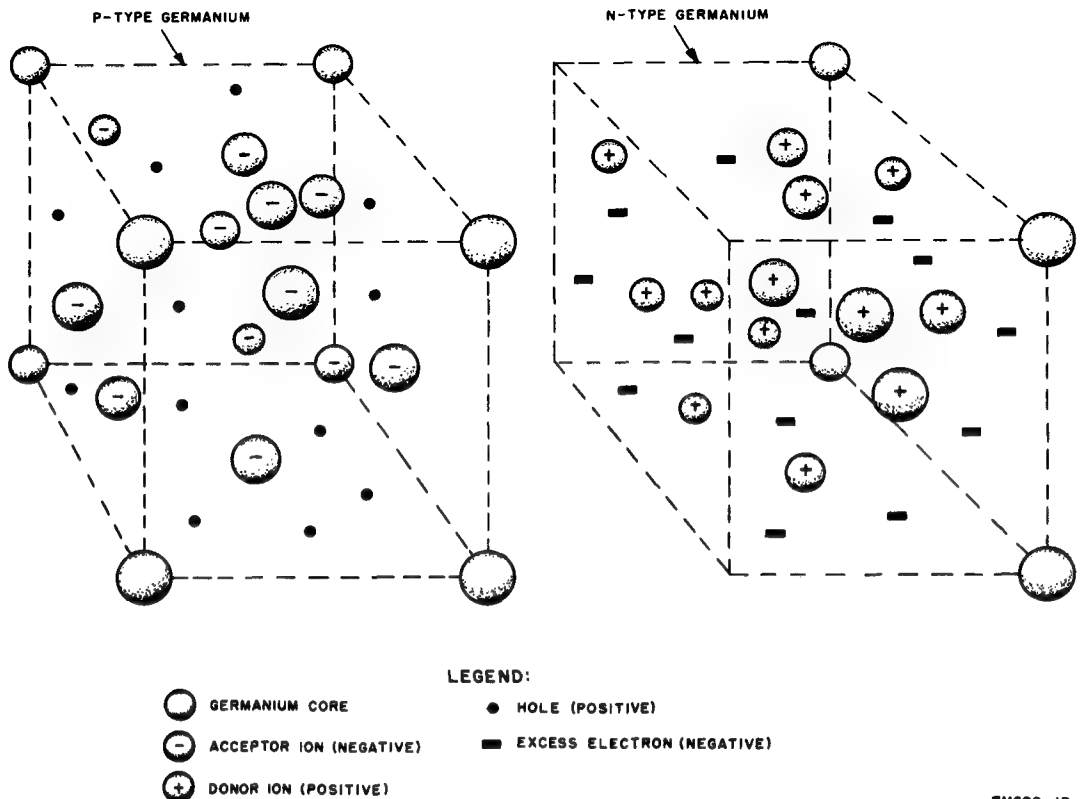 P-TYPE GERMANIUM
N-TYPE GERMANIUM
LEGEND:
GERMANIUM CORE
HOLE (POSITIVE)
ACCEPTOR ION (NEGATIVE)
EXCESS ELECTRON (NEGATIVE)
DONOR ION (POSITIVE)